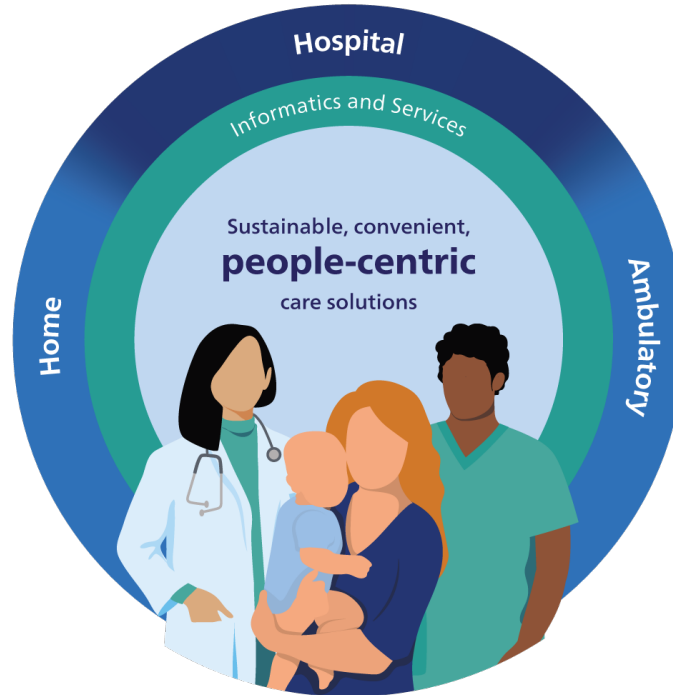 Hospital
Informatics and Services
Sustainable, convenient,
people-centric
care solutions
Home
Ambulatory